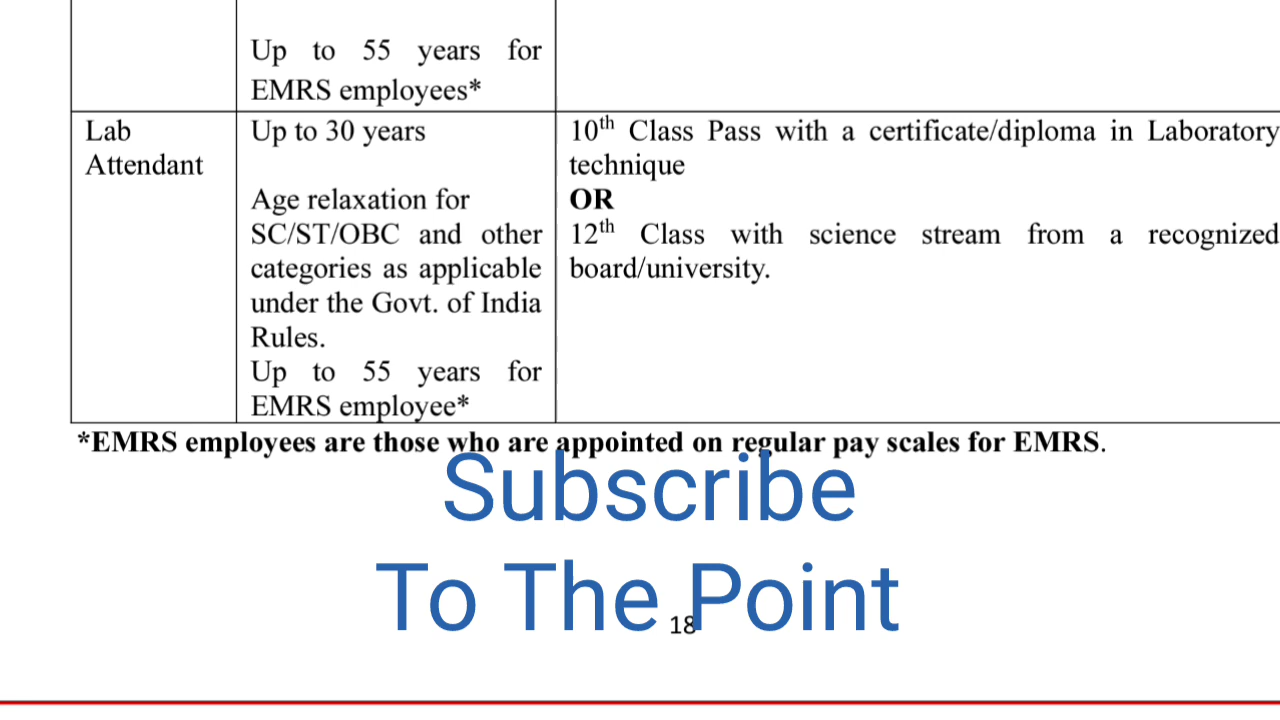 Up to 55 years for
EMRS employees*
Lab
Attendant
Up to 30 years
Age relaxation for
SC/ST/OBC and other
categories as applicable
under the Govt. of India
Rules.
Up to 55 years for
EMRS employee*
10th Class Pass with a certificate/diploma in Laboratory
technique
OR
12th Class with science stream from a recognized
board/university.
*EMRS employees are those who are appointed on regular pay scales for EMRS.
Subscribe
To The Point
18